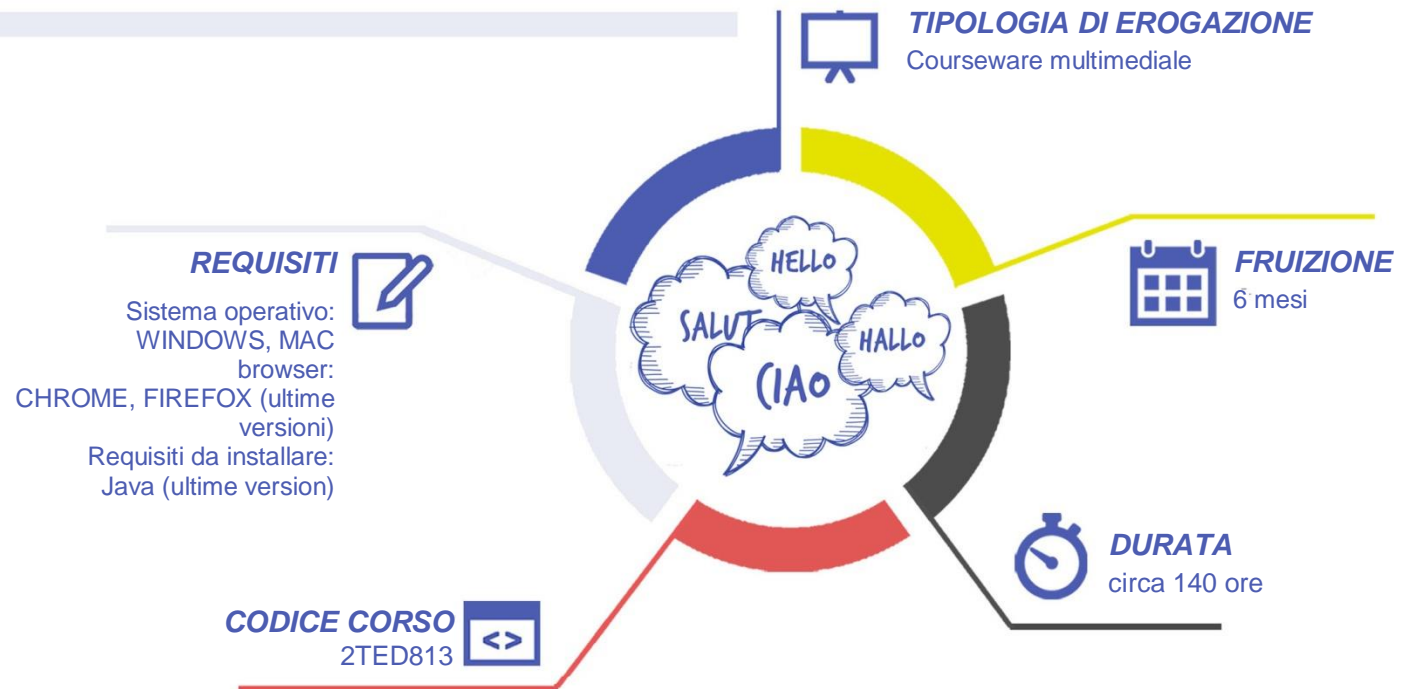 TIPOLOGIA DI EROGAZIONE
Courseware multimediale
REQUISITI
Sistema operativo:
WINDOWS, MAC
browser:
CHROME, FIREFOX (ultime
versioni)
Requisiti da installare:
Java (ultime version)
HELLO
SALUT
HALLO
CIAO
FRUIZIONE
6 mesi
DURATA
circa 140 ore
CODICE CORSO
<>
2TED813